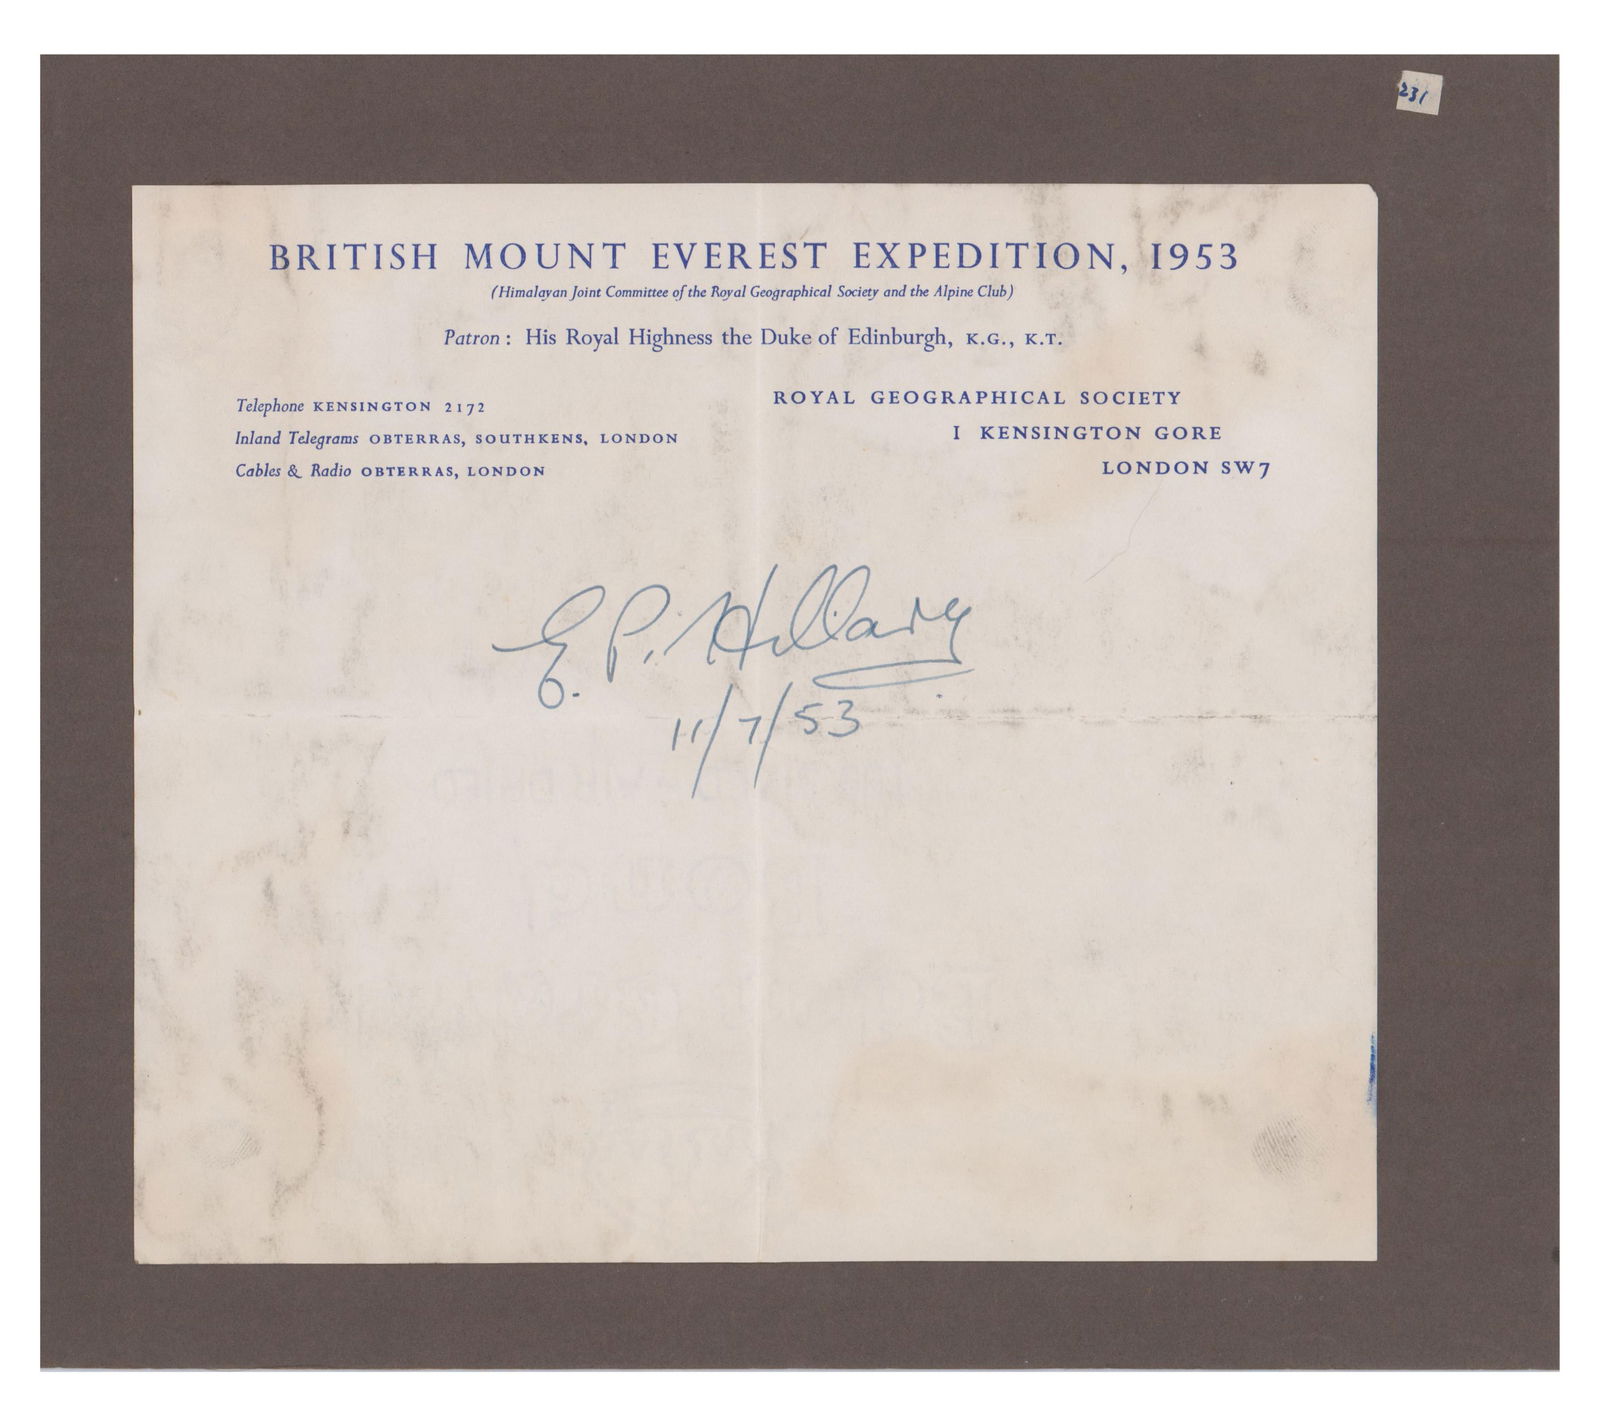 231
BRITISH MOUNT EVEREST EXPEDITION, 1953
(Himalayan Joint Committee of the Royal Geographical Society and the Alpine Club)
Patron : His Royal Highness the Duke of Edinburgh, K.G., K.T.
Telephone KENSINGTON 2172
Inland Telegrams OBTERRAS, SOUTHKENS, LONDON
Cables & Radio OBTERRAS, LONDON
ROYAL GEOGRAPHICAL SOCIETY
1 KENSINGTON GORE
LONDON SW7
E. P. Hillary
11/7/53